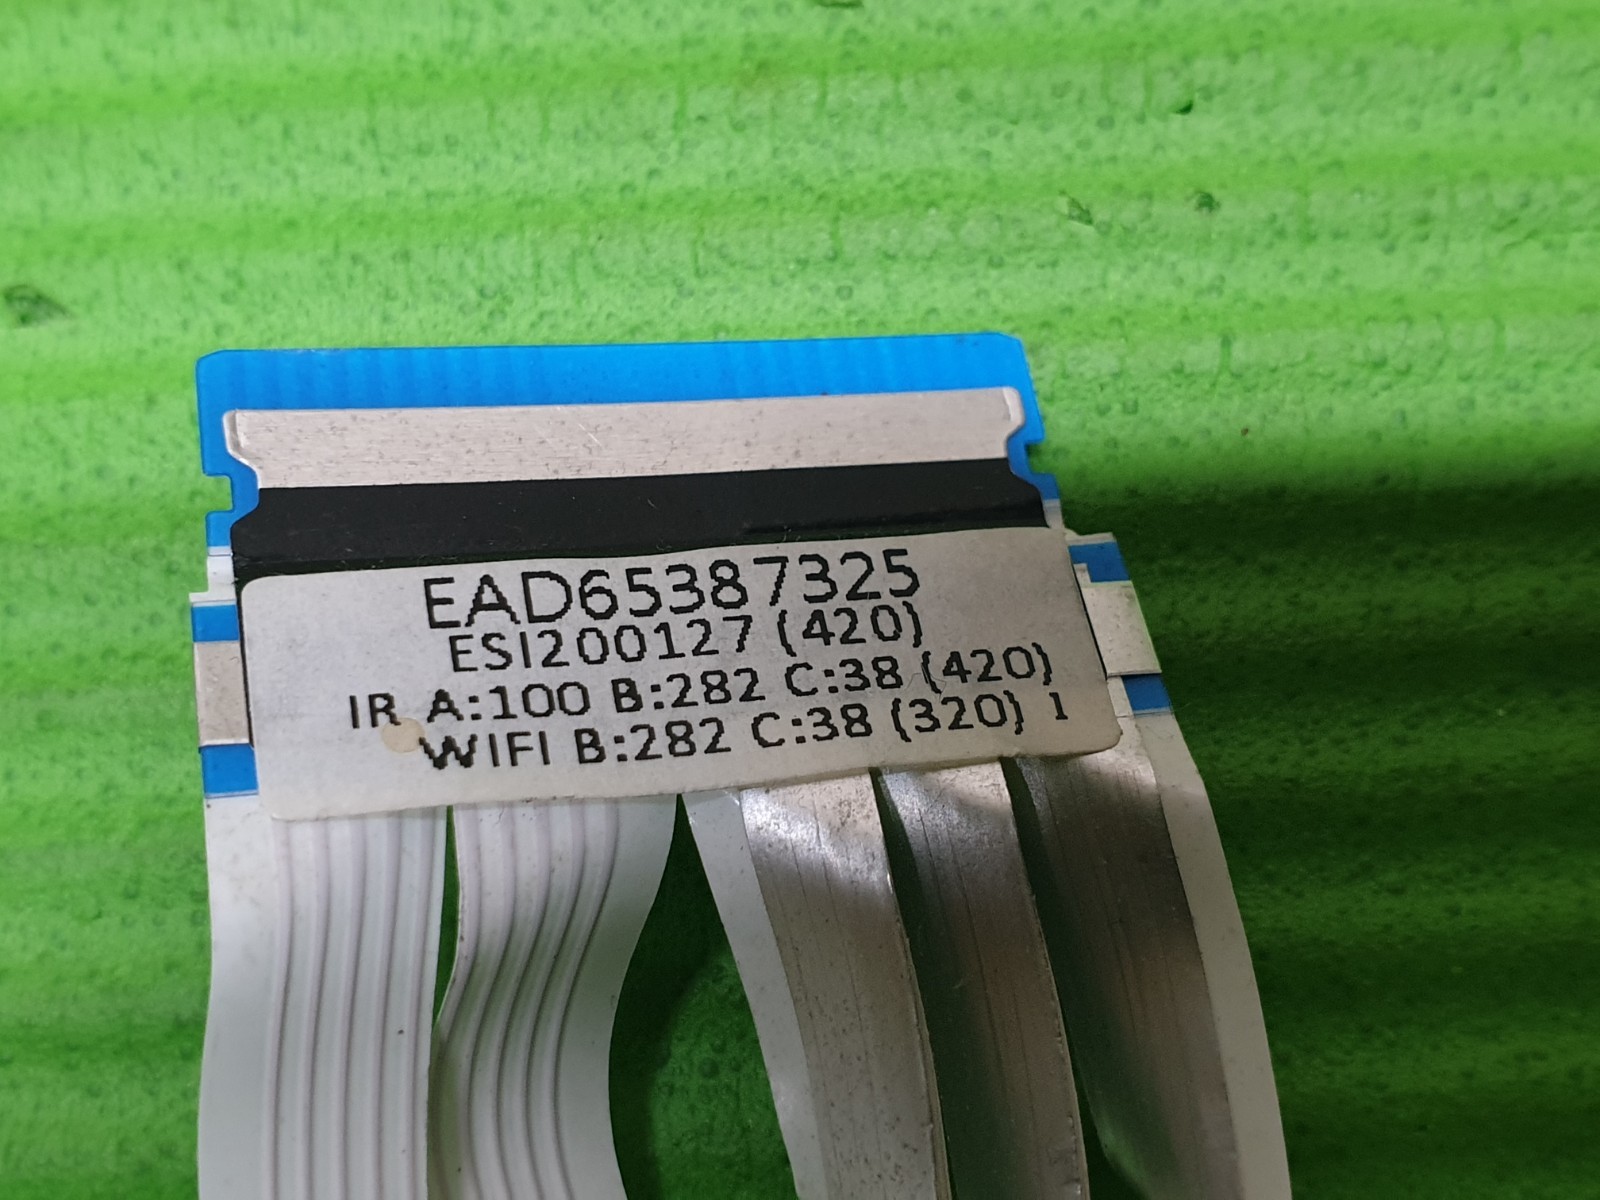 EAD65387325
ESI200127 (420)
IR A:100 B:282 C:38 (420)
WIFI B:282 C:38 (320) 1